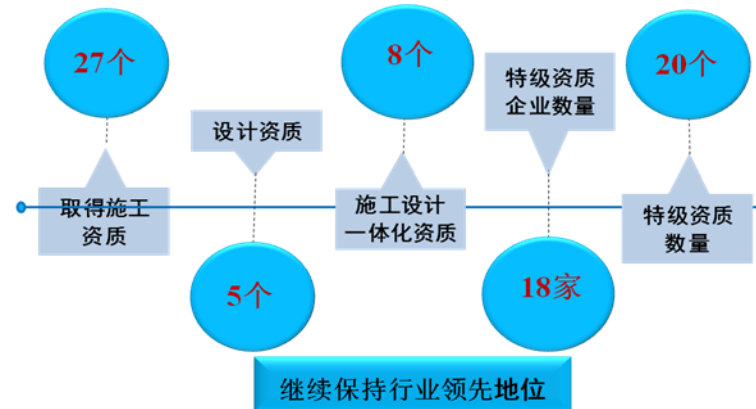 27个
取得施工
资质
设计资质
5个
8个
施工设计
一体化资质
特级资质
企业数量
18家
20个
特级资质
数量
继续保持行业领先地位